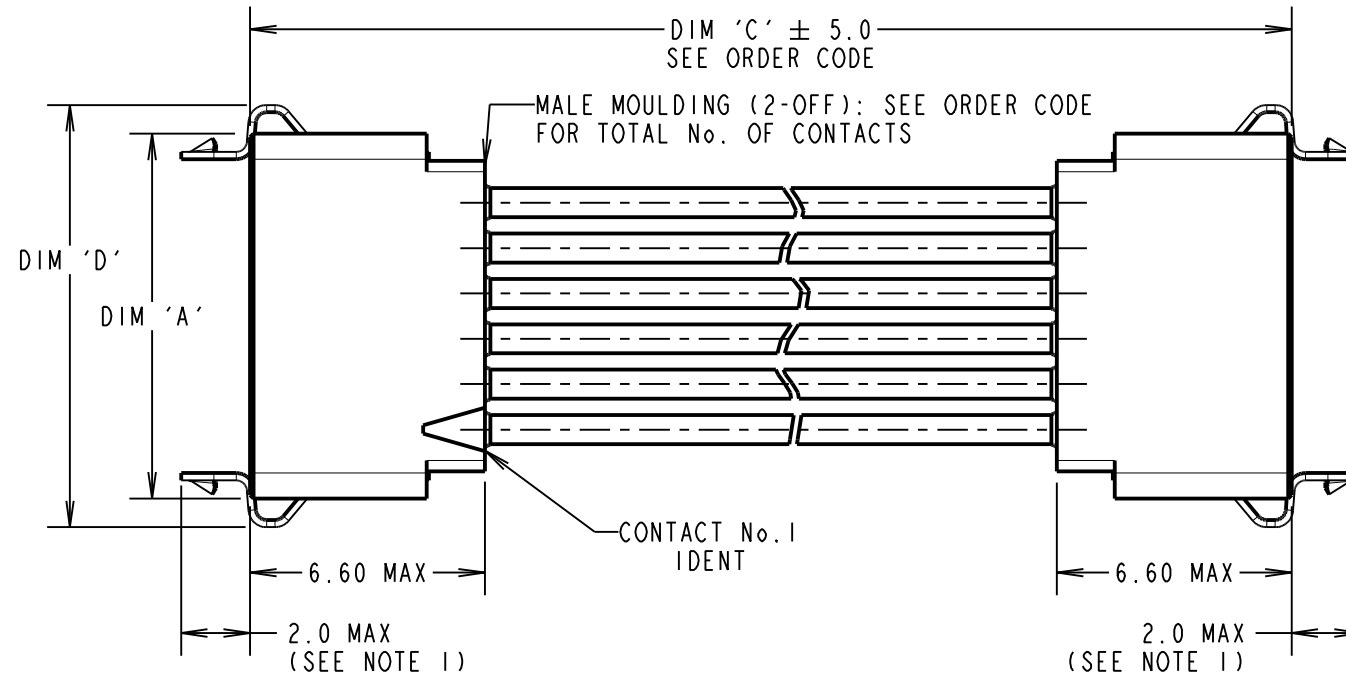 DIM 'C' ± 5.0
SEE ORDER CODE
MALE MOULDING (2-OFF): SEE ORDER CODE
FOR TOTAL No. OF CONTACTS
DIM 'D'
DIM 'A'
CONTACT No.1
IDENT
6.60 MAX
6.60 MAX
2.0 MAX
(SEE NOTE 1)
2.0 MAX
(SEE NOTE 1)